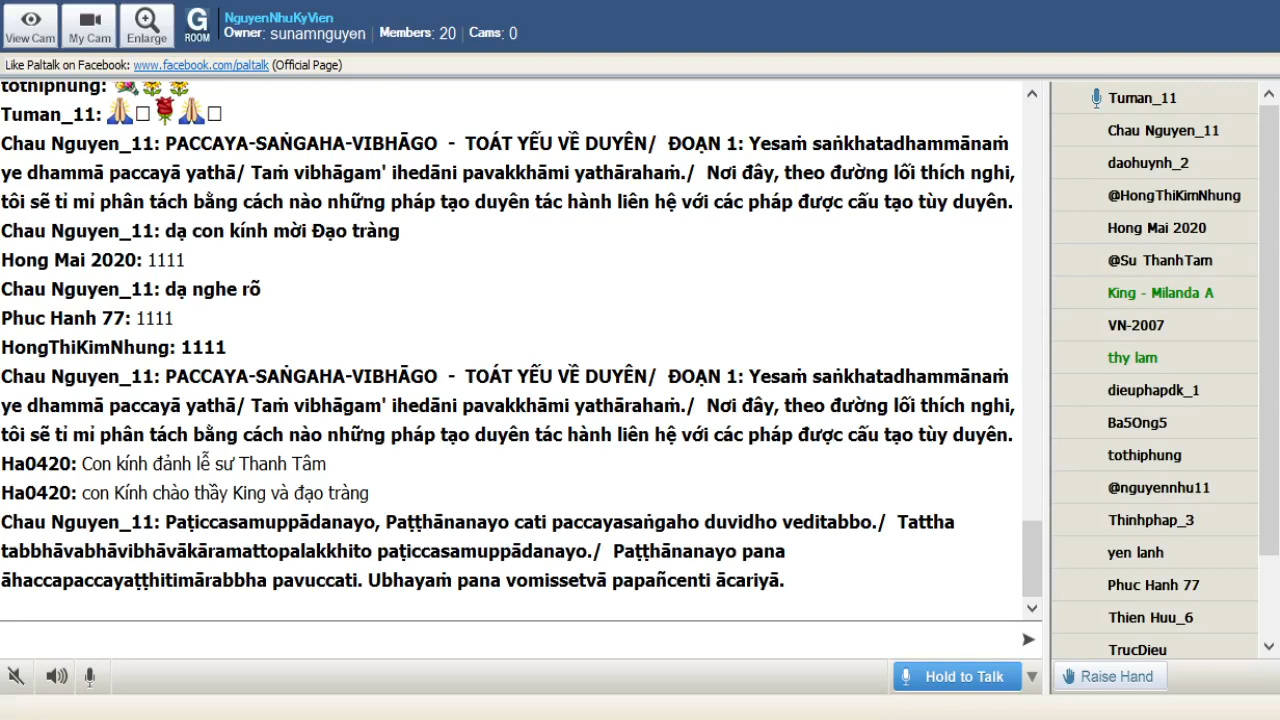 View Cam
My Cam
Enlarge
G
ROOM
NguyenNhuKyVien
Owner: sunamnguyen | Members: 20 | Cams: 0
Like Paltalk on Facebook: www.facebook.com/paltalk (Official Page)
tothiphung:
Tuman_11:
Chau Nguyen_11: PACCAYA-SAṄGAHA-VIBHĀGO - TOÁT YẾU VỀ DUYÊN/ ĐOẠN 1: Yesaṁ saṅkhatadhammānaṁ
ye dhammā paccayā yathā/ Taṁ vibhāgam' ihedāni pavakkhāmi yathārahaṁ./ Nơi đây, theo đường lối thích nghi,
tôi sẽ tỉ mỉ phân tách bằng cách nào những pháp tạo duyên tác hành liên hệ với các pháp được cấu tạo tùy duyên.
Chau Nguyen_11: dạ con kính mời Đạo tràng
Hong Mai 2020: 1111
Chau Nguyen_11: dạ nghe rõ
Phuc Hanh 77: 1111
HongThiKimNhung: 1111
Chau Nguyen_11: PACCAYA-SAṄGAHA-VIBHĀGO - TOÁT YẾU VỀ DUYÊN/ ĐOẠN 1: Yesaṁ saṅkhatadhammānaṁ
ye dhammā paccayā yathā/ Taṁ vibhāgam' ihedāni pavakkhāmi yathārahaṁ./ Nơi đây, theo đường lối thích nghi,
tôi sẽ tỉ mỉ phân tách bằng cách nào những pháp tạo duyên tác hành liên hệ với các pháp được cấu tạo tùy duyên.
Ha0420: Con kính đảnh lễ sư Thanh Tâm
Ha0420: con Kính chào thầy King và đạo tràng
Chau Nguyen_11: Paṭiccasamuppādanayo, Paṭṭhānanayo cati paccayasaṅgaho duvidho veditabbo./ Tattha
tabbhāvabhāvibhāvākāramattopalakkhito paṭiccasamuppādanayo./ Paṭṭhānanayo pana
āhaccapaccayaṭṭhitimārabbha pavuccati. Ubhayaṁ pana vomissetvā papañcenti ācariyā.
Hold to Talk
Tuman_11
Chau Nguyen_11
daohuynh_2
@HongThiKimNhung
Hong Mai 2020
@Su ThanhTam
King - Milanda A
VN-2007
thy lam
dieuphapdk_1
Ba5Ong5
tothiphung
@nguyennhu11
Thinhphap_3
yen lanh
Phuc Hanh 77
Thien Huu_6
TrucDieu
Raise Hand